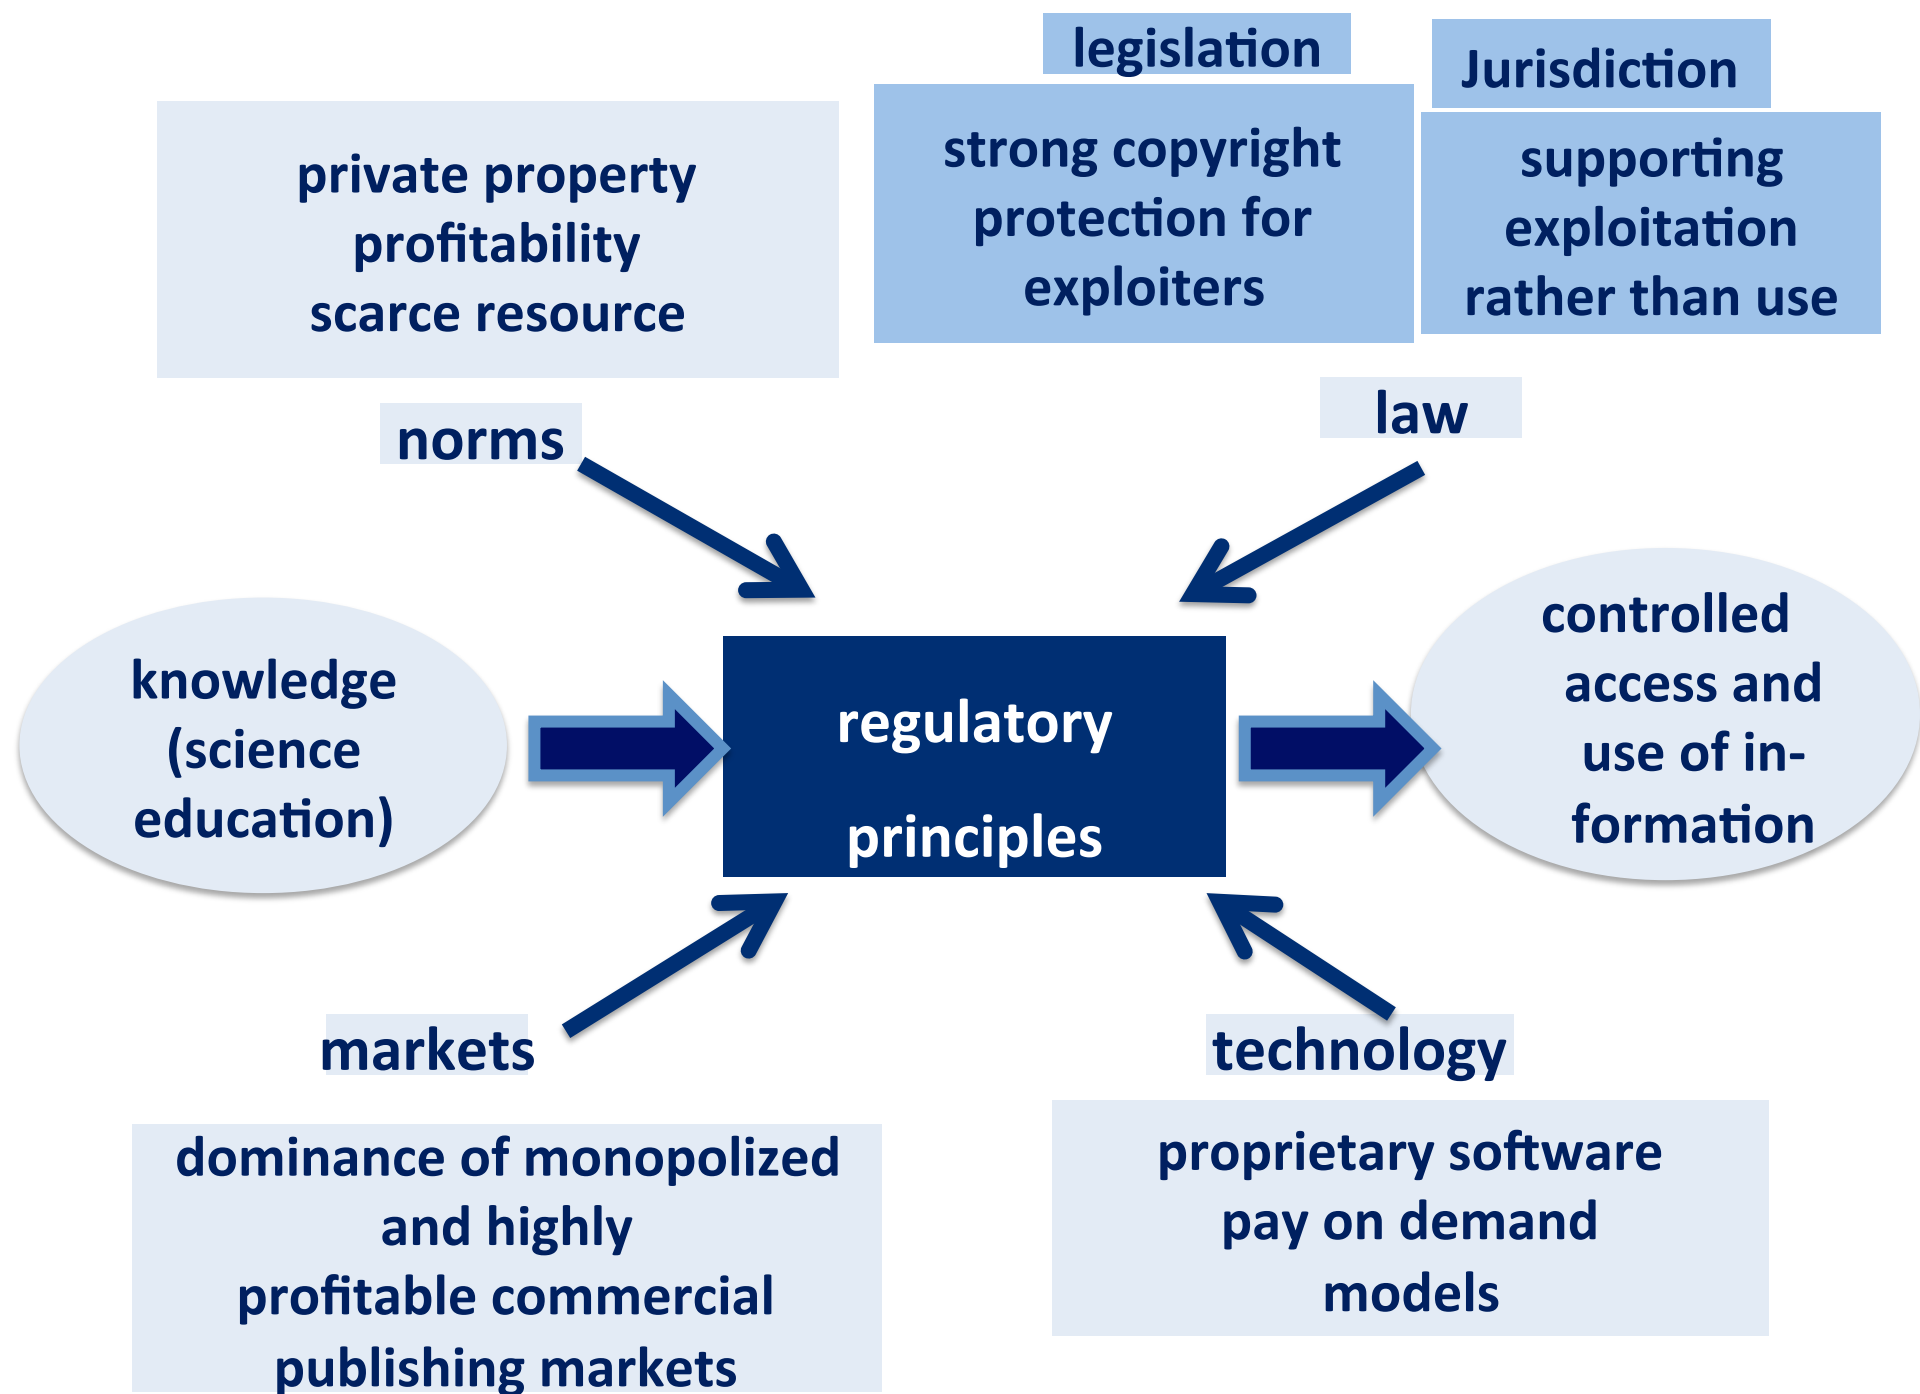 legislation
Jurisdiction
private property
profitability
scarce resource
strong copyright
protection for
exploiters
supporting
exploitation
rather than use
norms
law
knowledge
(science
education)
regulatory
principles
controlled
access and
use of in-
formation
markets
technology
dominance of monopolized
and highly
profitable commercial
publishing markets
proprietary software
pay on demand
models